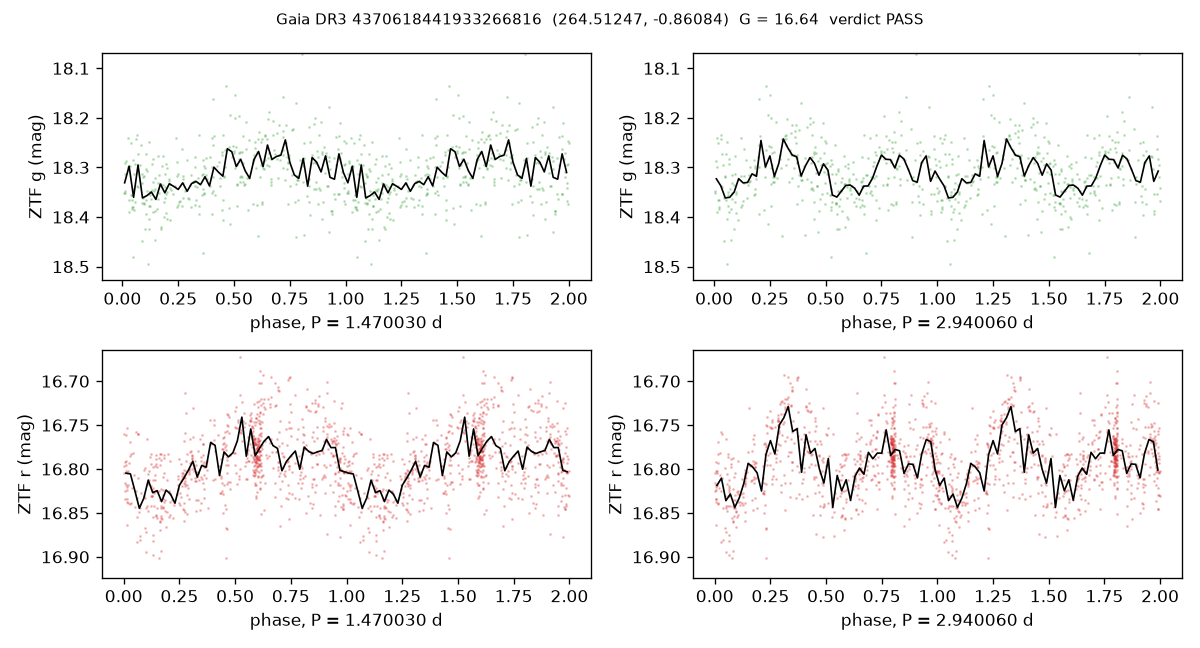 Gaia DR3 4370618441933266816  (264.51247, -0.86084)  G = 16.64  verdict PASS
ZTF g (mag)
18.1
18.2
18.3
18.4
18.5
0.00 0.25 0.50 0.75 1.00 1.25 1.50 1.75 2.00
phase, P = 1.470030 d
ZTF g (mag)
18.1
18.2
18.3
18.4
18.5
0.00 0.25 0.50 0.75 1.00 1.25 1.50 1.75 2.00
phase, P = 2.940060 d
ZTF r (mag)
16.70
16.75
16.80
16.85
16.90
0.00 0.25 0.50 0.75 1.00 1.25 1.50 1.75 2.00
phase, P = 1.470030 d
ZTF r (mag)
16.70
16.75
16.80
16.85
16.90
0.00 0.25 0.50 0.75 1.00 1.25 1.50 1.75 2.00
phase, P = 2.940060 d